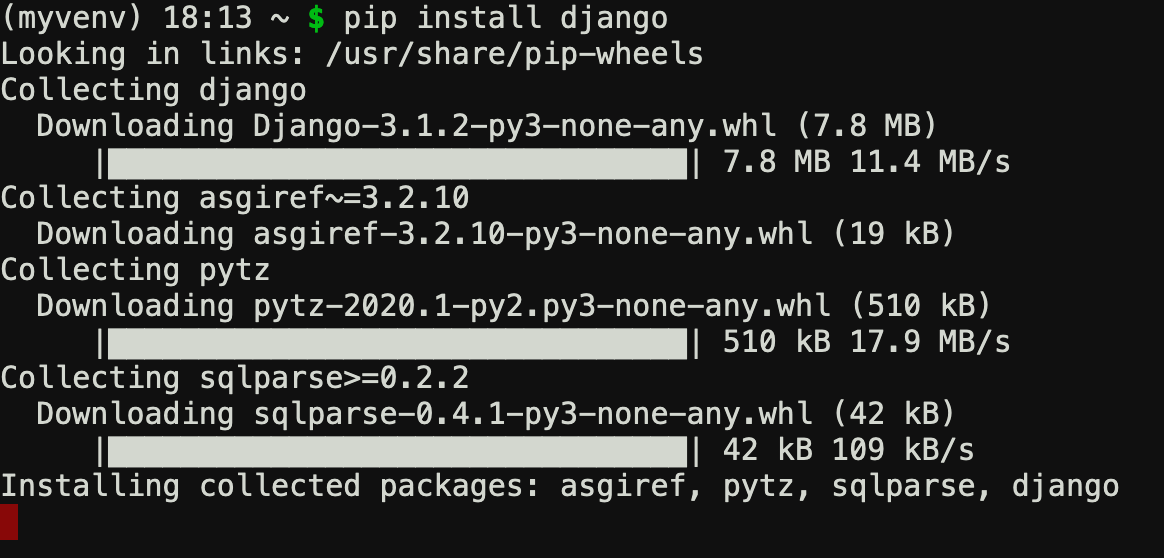 (myvenv) 18:13 ~ $ pip install django
Looking in links: /usr/share/pip-wheels
Collecting django
  Downloading Django-3.1.2-py3-none-any.whl (7.8 MB)
     |████████████████████████████████| 7.8 MB 11.4 MB/s
Collecting asgiref~=3.2.10
  Downloading asgiref-3.2.10-py3-none-any.whl (19 kB)
Collecting pytz
  Downloading pytz-2020.1-py2.py3-none-any.whl (510 kB)
     |████████████████████████████████| 510 kB 17.9 MB/s
Collecting sqlparse>=0.2.2
  Downloading sqlparse-0.4.1-py3-none-any.whl (42 kB)
     |████████████████████████████████| 42 kB 109 kB/s
Installing collected packages: asgiref, pytz, sqlparse, django